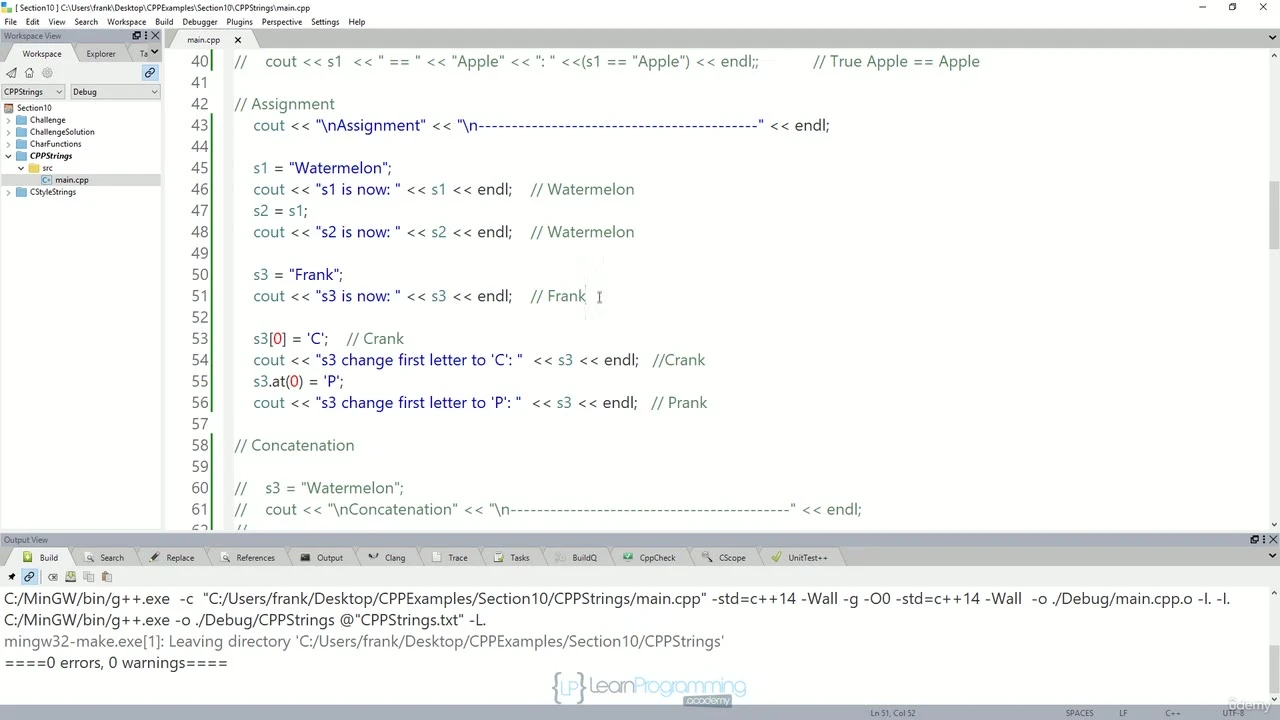 [ Section10 ] C:\Users\frank\Desktop\CPPExamples\Section10\CPPStrings\main.cpp
File Edit View Search Workspace Build Debugger Plugins Perspective Settings Help
Workspace View
Workspace Explorer Ta
main.cpp
CPPStrings Debug
Section10
Challenge
ChallengeSolution
CharFunctions
CPPStrings
src
main.cpp
CStyleStrings
40 // cout << s1 << " == " << "Apple" << ": " <<(s1 == "Apple") << endl;; // True Apple == Apple
41
42 // Assignment
43 cout << "\nAssignment" << "\n------------------------------------------" << endl;
44
45 s1 = "Watermelon";
46 cout << "s1 is now: " << s1 << endl; // Watermelon
47 s2 = s1;
48 cout << "s2 is now: " << s2 << endl; // Watermelon
49
50 s3 = "Frank";
51 cout << "s3 is now: " << s3 << endl; // Frank
52
53 s3[0] = 'C'; // Crank
54 cout << "s3 change first letter to 'C': " << s3 << endl; //Crank
55 s3.at(0) = 'P';
56 cout << "s3 change first letter to 'P': " << s3 << endl; // Prank
57
58 // Concatenation
59
60 // s3 = "Watermelon";
61 // cout << "\nConcatenation" << "\n------------------------------------------" << endl;
62 //
Output View
Build Search Replace References Output Clang Trace Tasks BuildQ CppCheck CScope UnitTest++
C:/MinGW/bin/g++.exe -c "C:/Users/frank/Desktop/CPPExamples/Section10/CPPStrings/main.cpp" -std=c++14 -Wall -g -O0 -std=c++14 -Wall -o ./Debug/main.cpp.o -I. -I.
C:/MinGW/bin/g++.exe -o ./Debug/CPPStrings @"CPPStrings.txt" -L.
mingw32-make.exe[1]: Leaving directory 'C:/Users/frank/Desktop/CPPExamples/Section10/CPPStrings'
====0 errors, 0 warnings====
{LP} LearnProgramming
academy
udemy
Ln 51, Col 52 SPACES LF C++ UTF-8